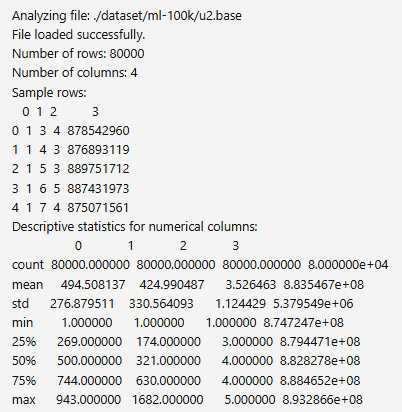 Analyzing file: ./dataset/ml-100k/u2.base
File loaded successfully.
Number of rows: 80000
Number of columns: 4
Sample rows:
0 1 2 3
0 1 3 4 878542960
1 1 4 3 876893119
2 1 5 3 889751712
3 1 6 5 887431973
4 1 7 4 875071561
Descriptive statistics for numerical columns:
0 1 2 3
count 80000.000000 80000.000000 80000.000000 8.000000e+04
mean 494.508137 424.990487 3.526463 8.835467e+08
std 276.879511 330.564093 1.124429 5.379549e+06
min 1.000000 1.000000 1.000000 8.747247e+08
25% 269.000000 174.000000 3.000000 8.794471e+08
50% 500.000000 321.000000 4.000000 8.828278e+08
75% 744.000000 630.000000 4.000000 8.884652e+08
max 943.000000 1682.000000 5.000000 8.932866e+08